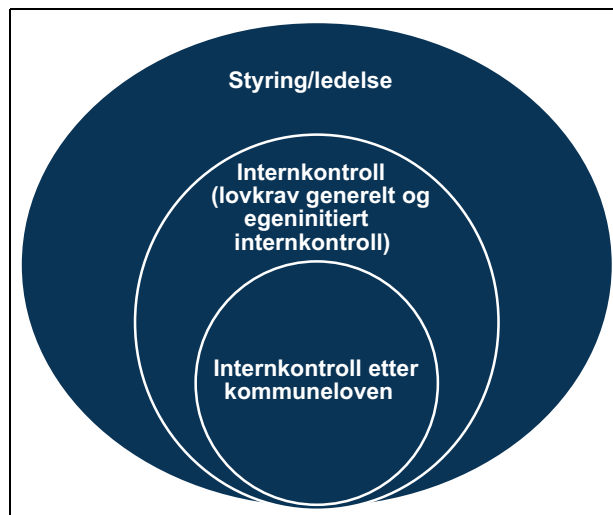 Styring/ledelse
Internkontroll
(lovkrav generelt og
egeninitiert
internkontroll)
Internkontroll etter
kommuneloven